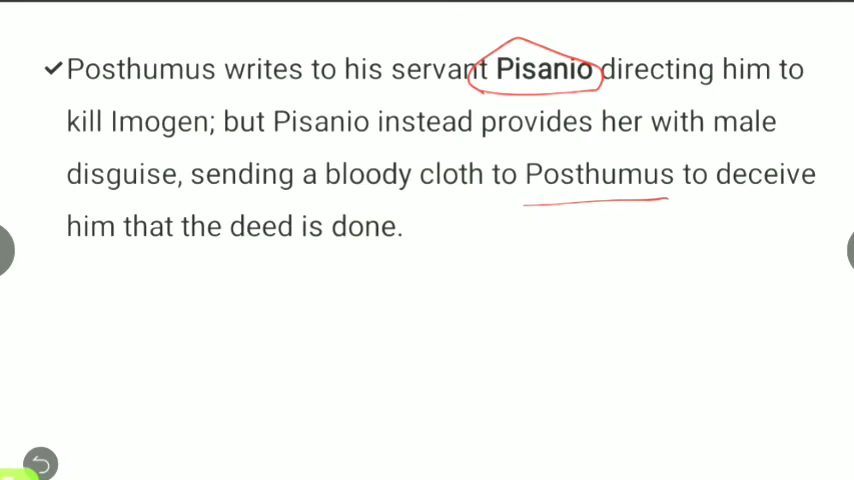 ✓Posthumus writes to his servant Pisanio directing him to
kill Imogen; but Pisanio instead provides her with male
disguise, sending a bloody cloth to Posthumus to deceive
him that the deed is done.